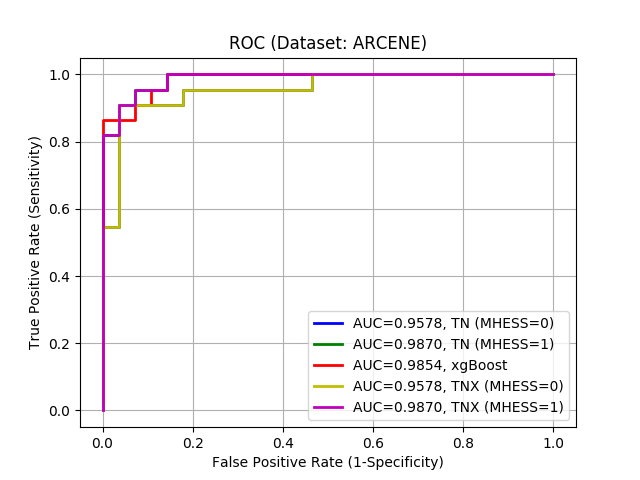 ROC (Dataset: ARCENE)
1.0
0.8
0.6
0.4
0.2
0.0
True Positive Rate (Sensitivity)
AUC=0.9578, TN (MHESS=0)
AUC=0.9870, TN (MHESS=1)
AUC=0.9854, xgBoost
AUC=0.9578, TNX (MHESS=0)
AUC=0.9870, TNX (MHESS=1)
0.0 0.2 0.4 0.6 0.8 1.0
False Positive Rate (1-Specificity)